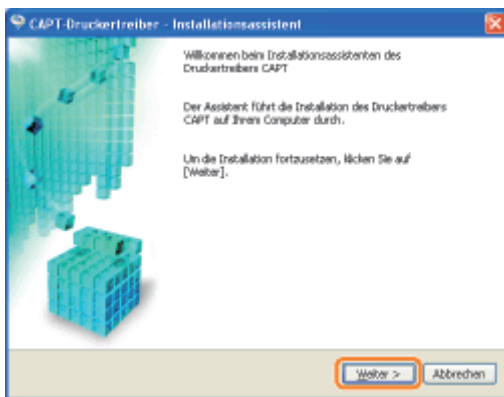 CAPT-Druckertreiber - Installationsassistent
Willkommen beim Installationsassistenten des
Druckertreibers CAPT
Der Assistent führt die Installation des Druckertreibers
CAPT auf Ihrem Computer durch.
Um die Installation fortzusetzen, klicken Sie auf
[Weiter].
Weiter >
Abbrechen